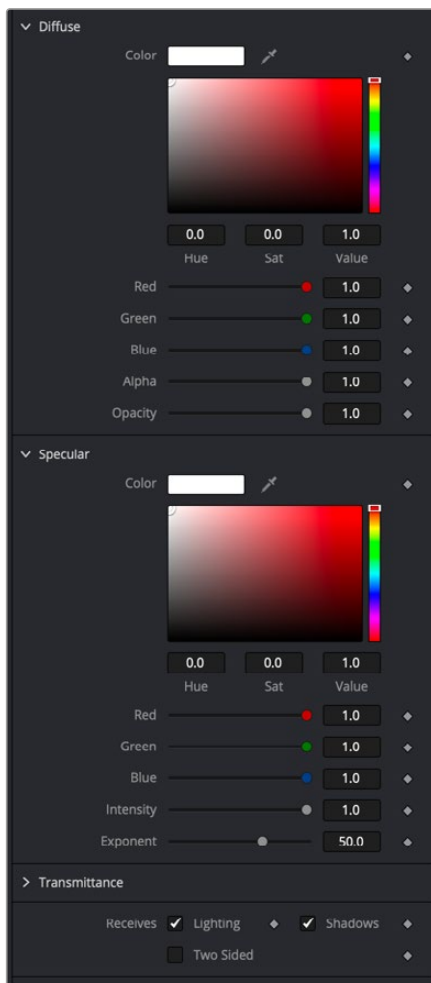 Diffuse
Color
0.0 0.0 1.0
Hue Sat Value
Red 1.0
Green 1.0
Blue 1.0
Alpha 1.0
Opacity 1.0
Specular
Color
0.0 0.0 1.0
Hue Sat Value
Red 1.0
Green 1.0
Blue 1.0
Intensity 1.0
Exponent 50.0
Transmittance
Receives Lighting Shadows
Two Sided